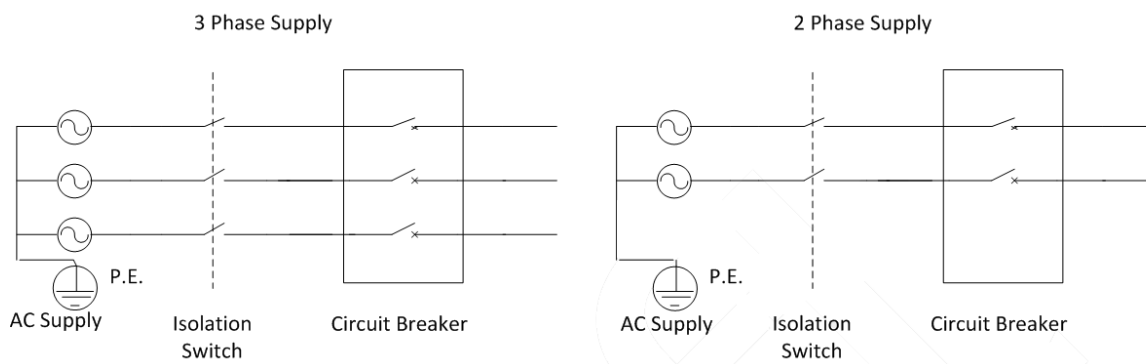 3 Phase Supply
P.E.
AC Supply
Isolation
Switch
Circuit Breaker
2 Phase Supply
P.E.
AC Supply
Isolation
Switch
Circuit Breaker